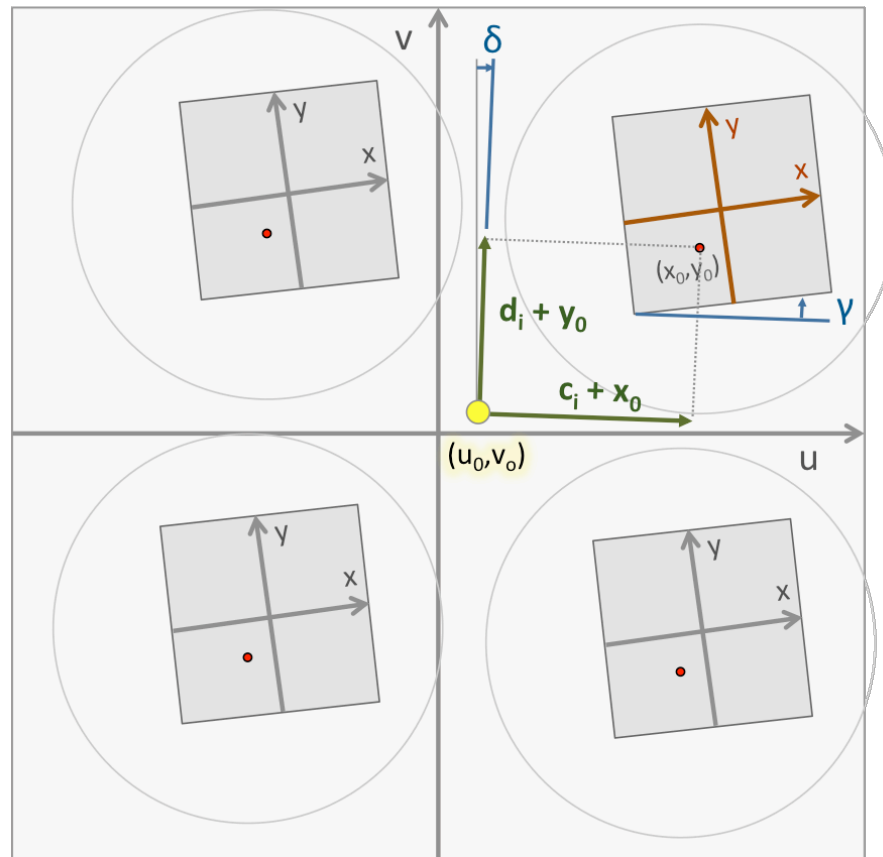 v
δ
y
x
y
x
(x₀,y₀)
dᵢ + y₀
γ
cᵢ + x₀
(u₀,vₒ)
u
y
x
y
x